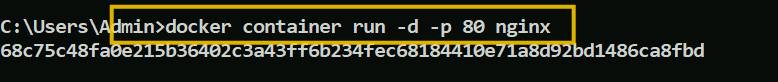 C:\Users\Admin>docker container run -d -p 80 nginx
68c75c48fa0e215b36402c3a43ff6b234fec68184410e71a8d92bd1486ca8fbd